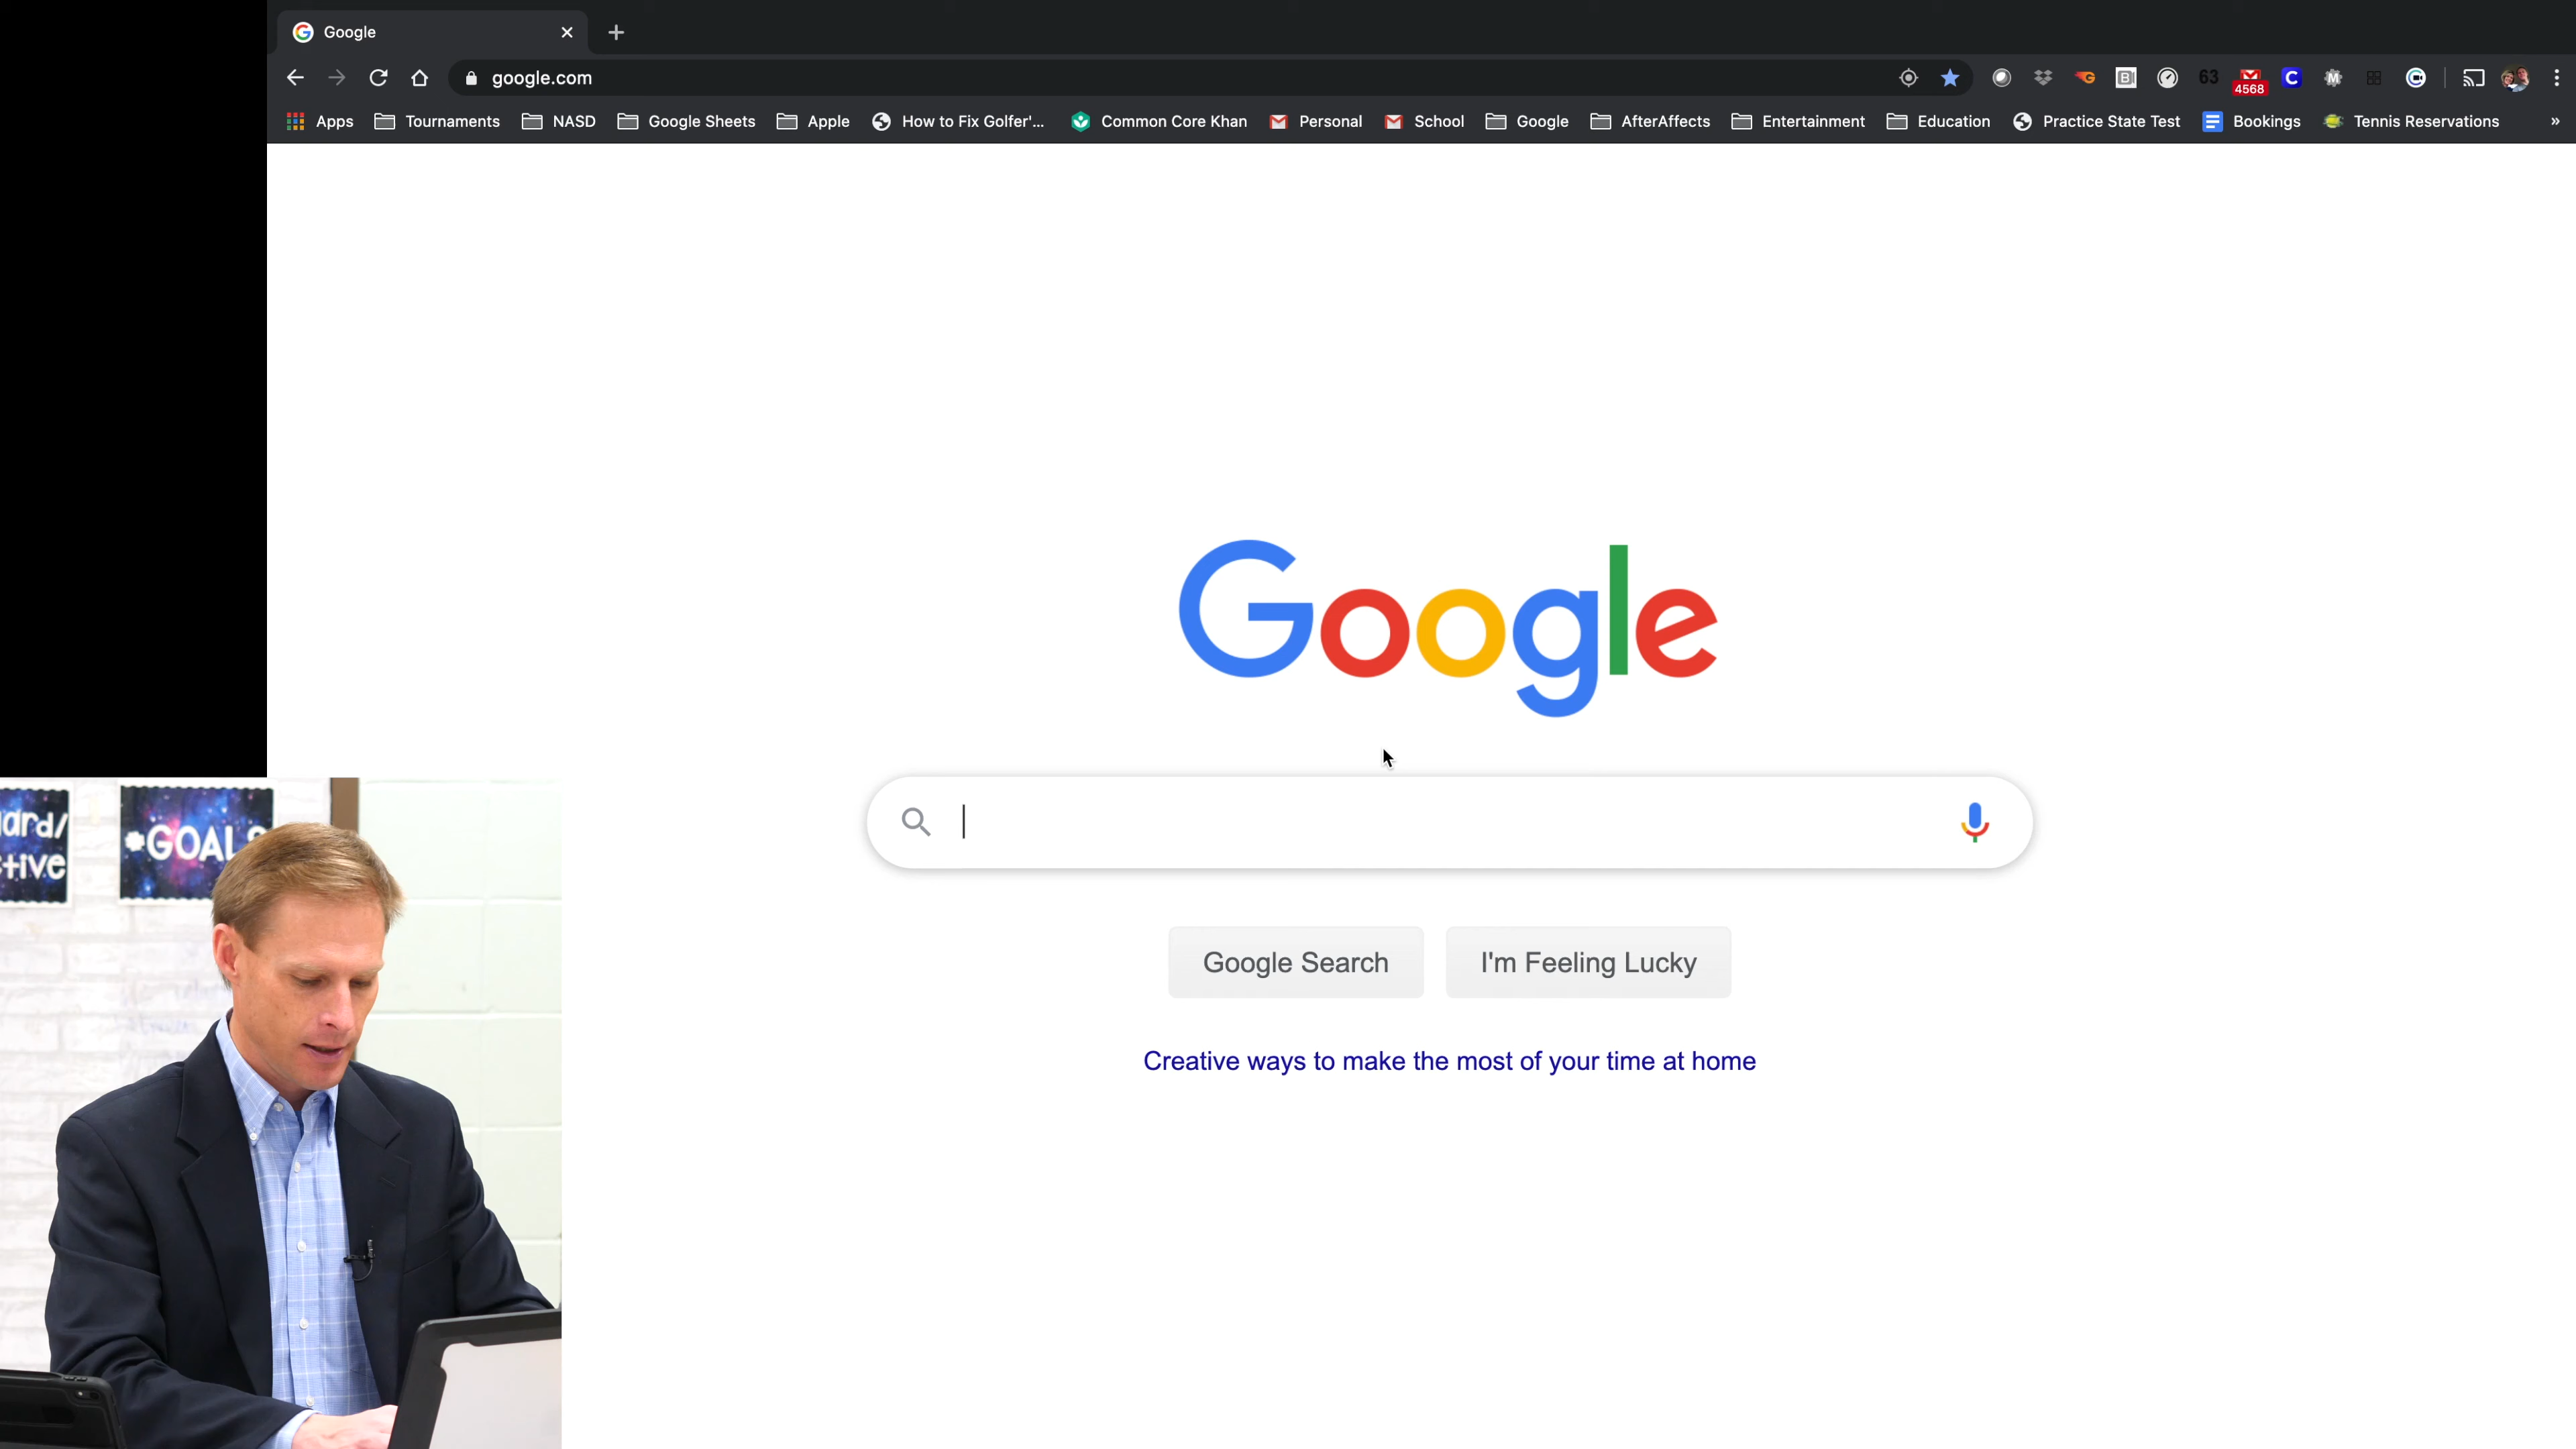 Google
google.com
63
4568
Apps Tournaments NASD Google Sheets Apple How to Fix Golfer'... Common Core Khan Personal School Google AfterAffects Entertainment Education Practice State Test Bookings Tennis Reservations »
Google
Google Search I'm Feeling Lucky
Creative ways to make the most of your time at home